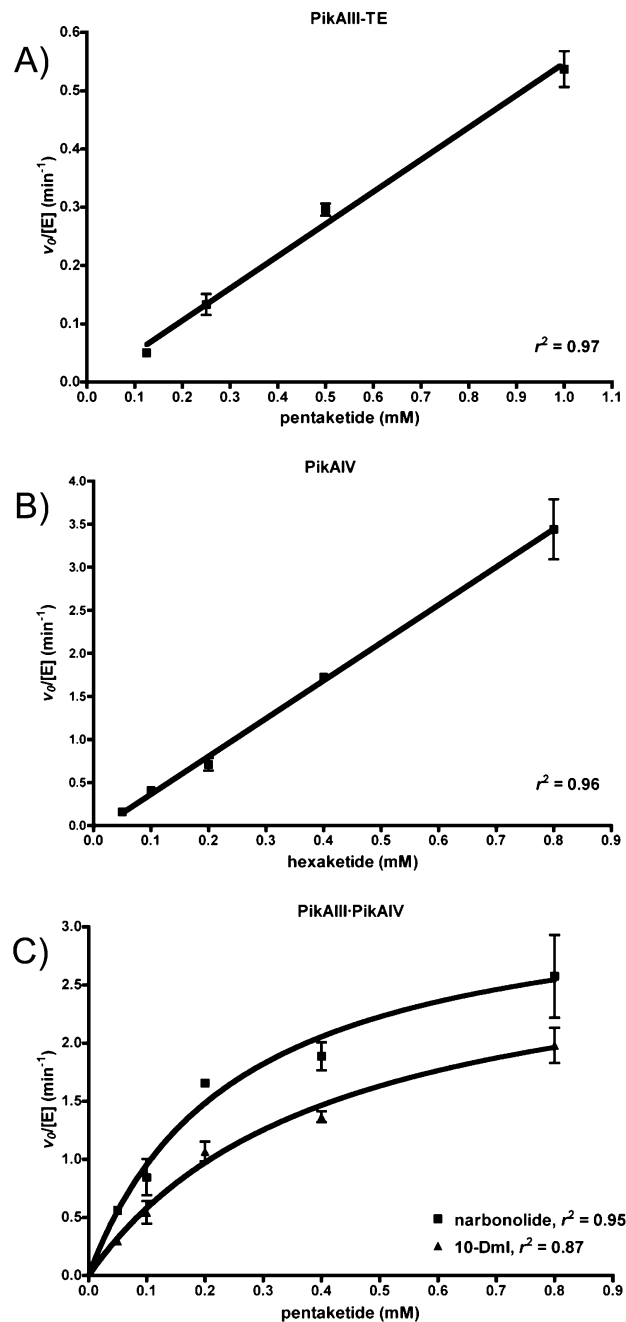 PikAIII-TE
A)
0.6
0.5
0.4
0.3
0.2
0.1
0.0
v0/[E] (min-1)
r2 = 0.97
0.0 0.1 0.2 0.3 0.4 0.5 0.6 0.7 0.8 0.9 1.0 1.1
pentaketide (mM)
PikAIV
B)
4.0
3.5
3.0
2.5
2.0
1.5
1.0
0.5
0.0
v0/[E] (min-1)
r2 = 0.96
0.0 0.1 0.2 0.3 0.4 0.5 0.6 0.7 0.8 0.9
hexaketide (mM)
PikAIII·PikAIV
C)
3.0
2.5
2.0
1.5
1.0
0.5
0.0
v0/[E] (min-1)
narbonolide, r2 = 0.95
10-Dml, r2 = 0.87
0.0 0.1 0.2 0.3 0.4 0.5 0.6 0.7 0.8 0.9
pentaketide (mM)